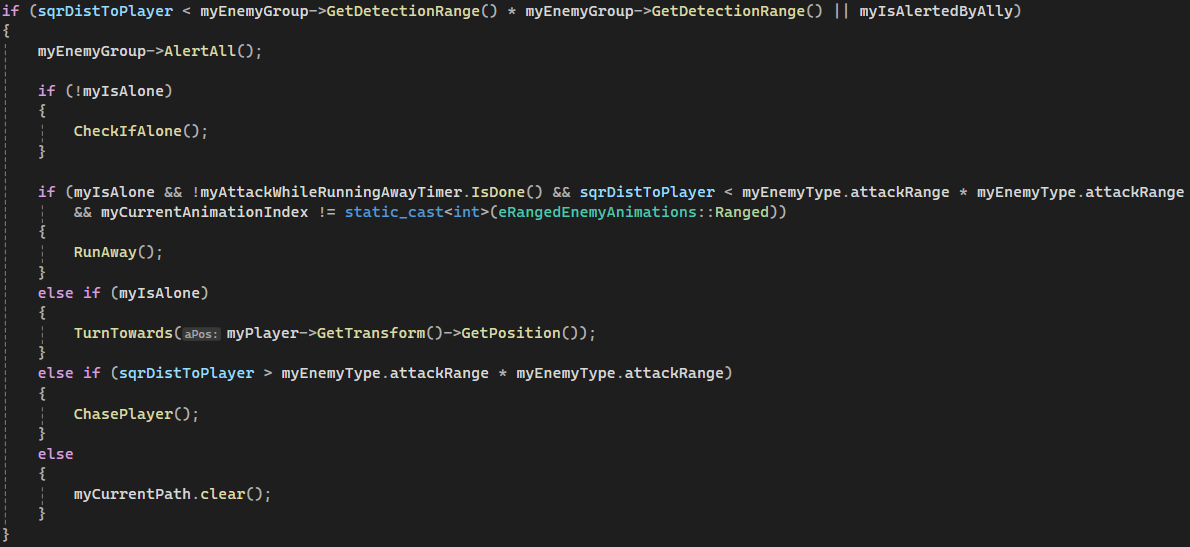 if (sqrDistToPlayer < myEnemyGroup->GetDetectionRange() * myEnemyGroup->GetDetectionRange() || myIsAlertedByAlly)
{
    myEnemyGroup->AlertAll();

    if (!myIsAlone)
    {
        CheckIfAlone();
    }

    if (myIsAlone && !myAttackWhileRunningAwayTimer.IsDone() && sqrDistToPlayer < myEnemyType.attackRange * myEnemyType.attackRange
        && myCurrentAnimationIndex != static_cast<int>(eRangedEnemyAnimations::Ranged))
    {
        RunAway();
    }
    else if (myIsAlone)
    {
        TurnTowards(aPos: myPlayer->GetTransform()->GetPosition());
    }
    else if (sqrDistToPlayer > myEnemyType.attackRange * myEnemyType.attackRange)
    {
        ChasePlayer();
    }
    else
    {
        myCurrentPath.clear();
    }
}